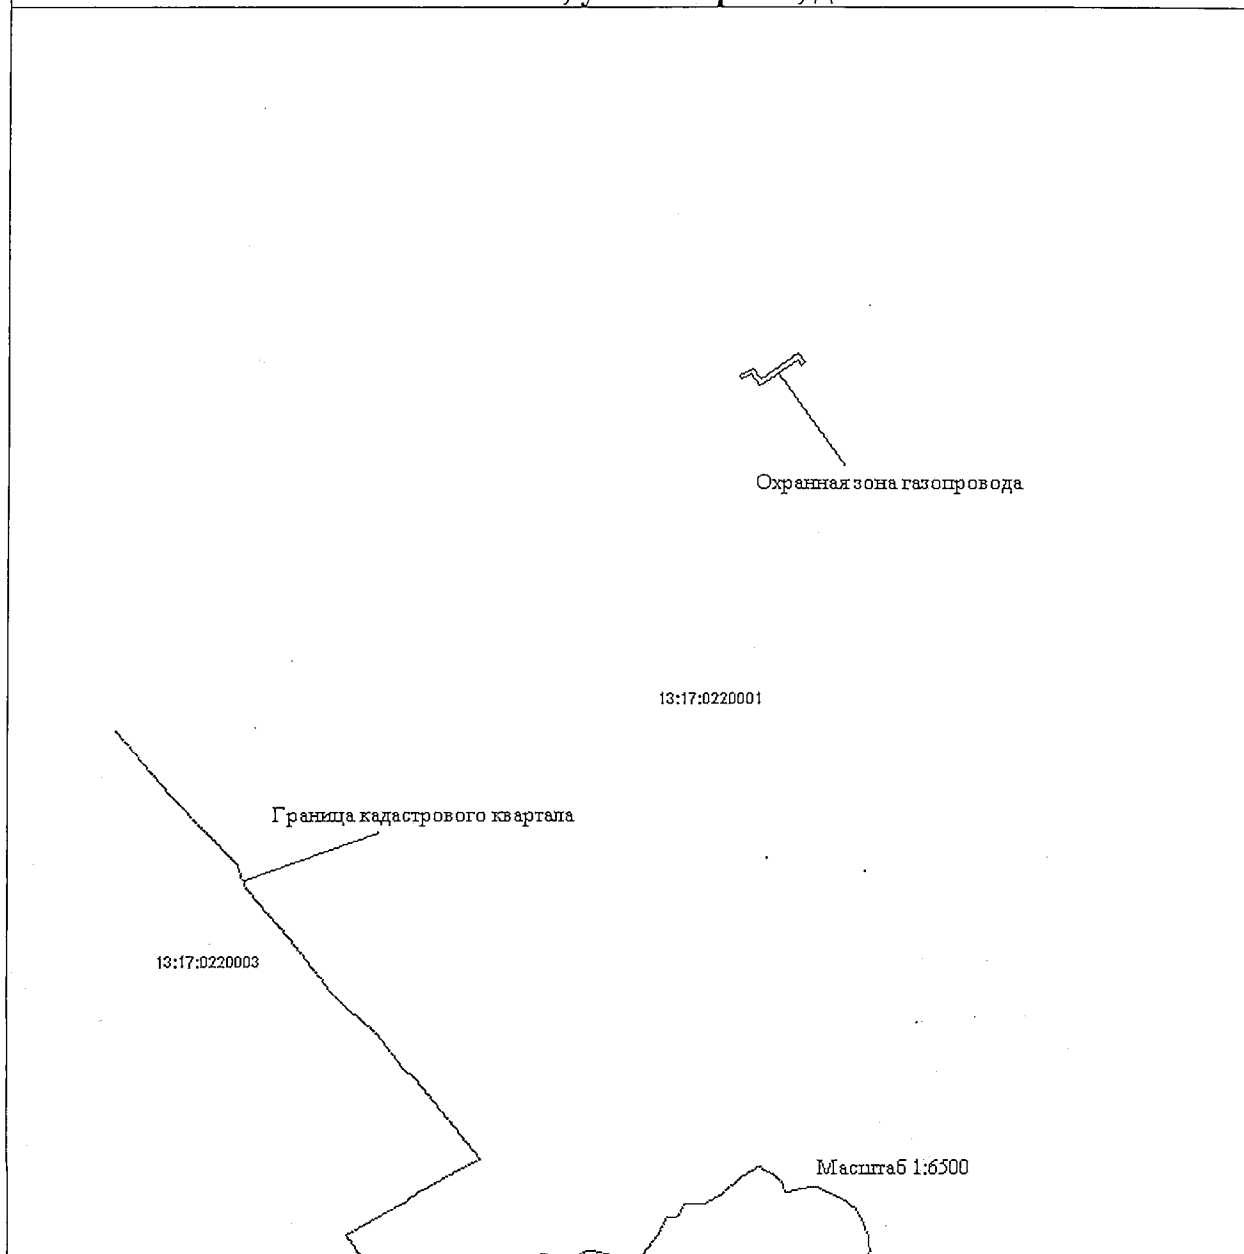 Охранная зона газопровода
13:17:0220001
Граница кадастрового квартала
13:17:0220003
Масштаб 1:6500